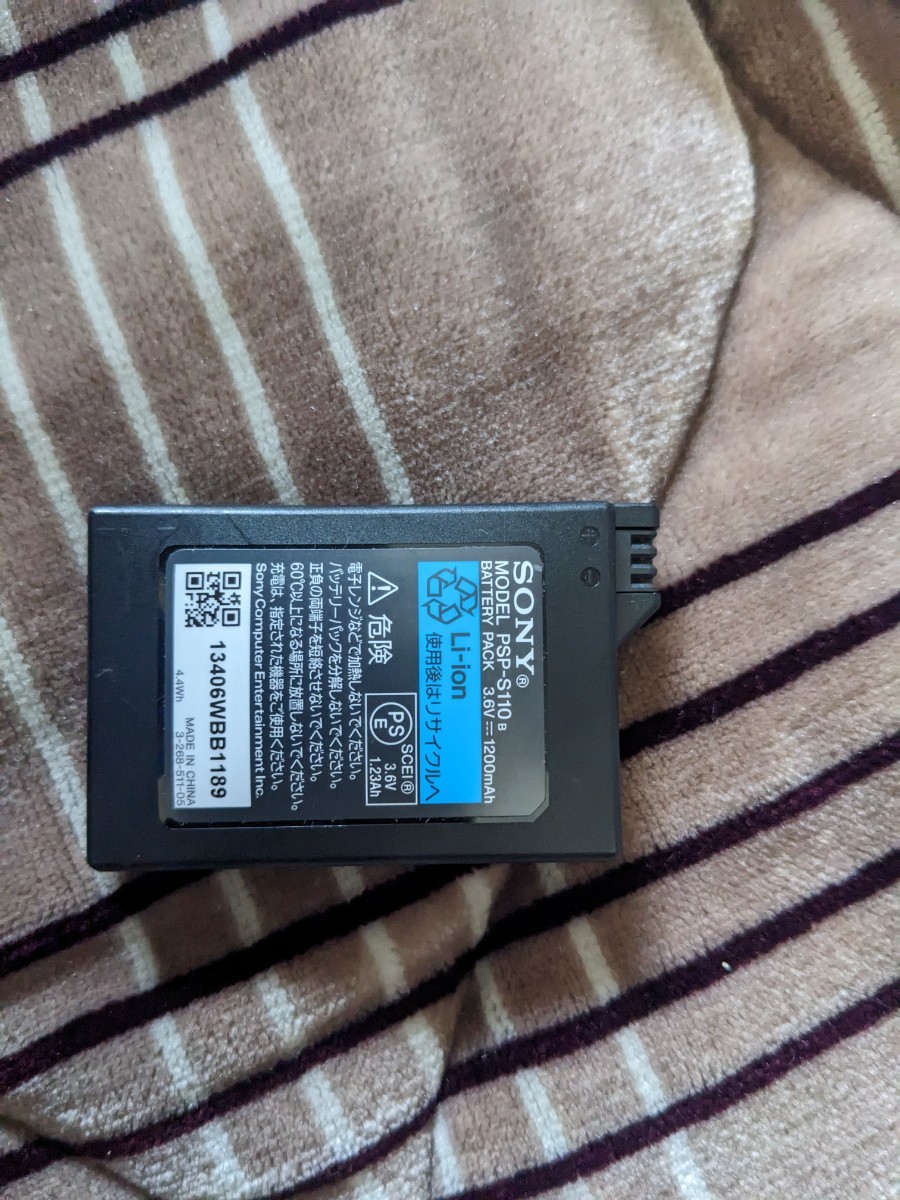 SONY®
MODEL PSP-S110 B
BATTERY PACK 3.6V⎓1200mAh
Li-ion
使用後はリサイクルへ
⚠危険
PS
E
SCEI®
3.6V
1.23Ah
電子レンジなどで加熱しないでください。
バッテリーパックを分解しないでください。
正負の両端子を短絡させないでください。
60℃以上になる場所に放置しないでください。
充電は、指定された機器をご使用ください。
Sony Computer Entertainment Inc.
13406WBB1189
4.4Wh
MADE IN CHINA
3-268-511-05